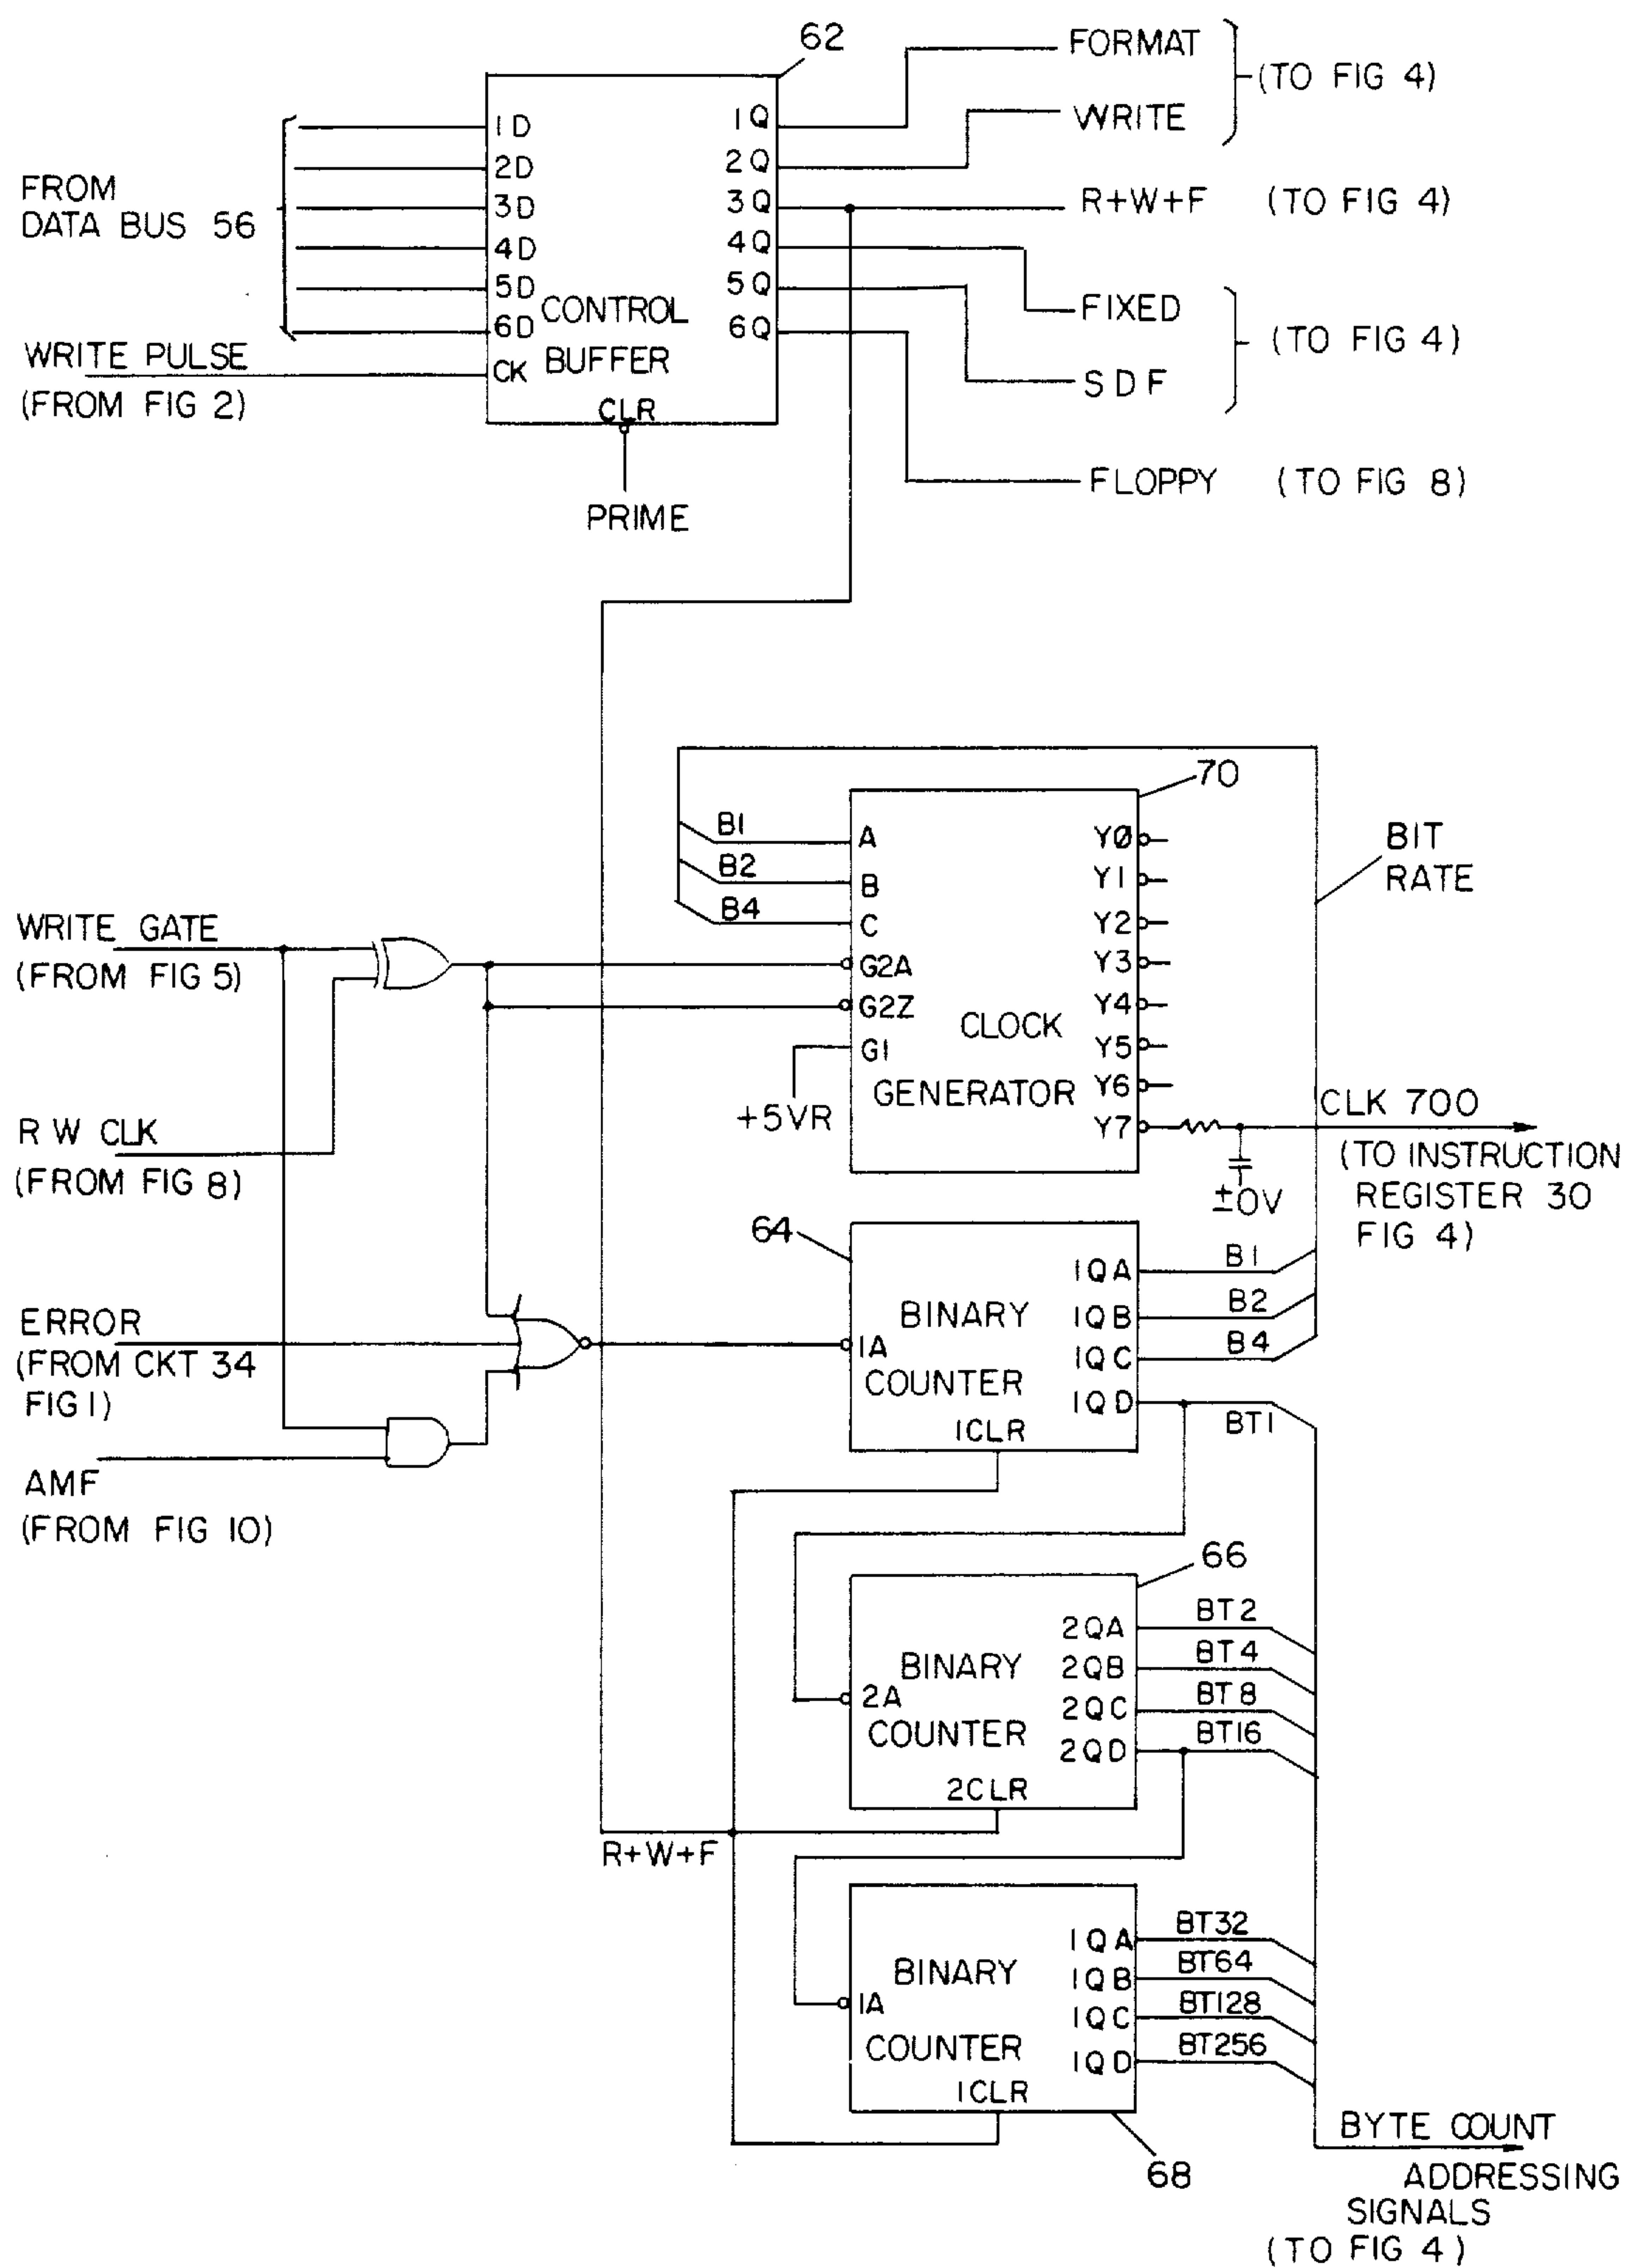 62
FORMAT
WRITE
(TO FIG 4)
1D
2D
3D
4D
5D
6D
CK
1Q
2Q
3Q
4Q
5Q
6Q
CONTROL
BUFFER
CLR
FROM
DATA BUS 56
WRITE PULSE
(FROM FIG 2)
R+W+F (TO FIG 4)
FIXED
SDF
(TO FIG 4)
FLOPPY (TO FIG 8)
PRIME
70
B1
B2
B4
A
B
C
G2A
G2Z
G1
CLOCK
GENERATOR
Y0
Y1
Y2
Y3
Y4
Y5
Y6
Y7
+5VR
BIT
RATE
WRITE GATE
(FROM FIG 5)
R W CLK
(FROM FIG 8)
CLK 700
(TO INSTRUCTION
REGISTER 30
FIG 4)
±0V
64
BINARY
COUNTER
1A
1CLR
1QA
1QB
1QC
1QD
B1
B2
B4
BT1
ERROR
(FROM CKT 34
FIG 1)
AMF
(FROM FIG 10)
66
BINARY
COUNTER
2A
2CLR
2QA
2QB
2QC
2QD
BT2
BT4
BT8
BT16
R+W+F
BINARY
COUNTER
1A
1CLR
1QA
1QB
1QC
1QD
BT32
BT64
BT128
BT256
68
BYTE COUNT
ADDRESSING
SIGNALS
(TO FIG 4)